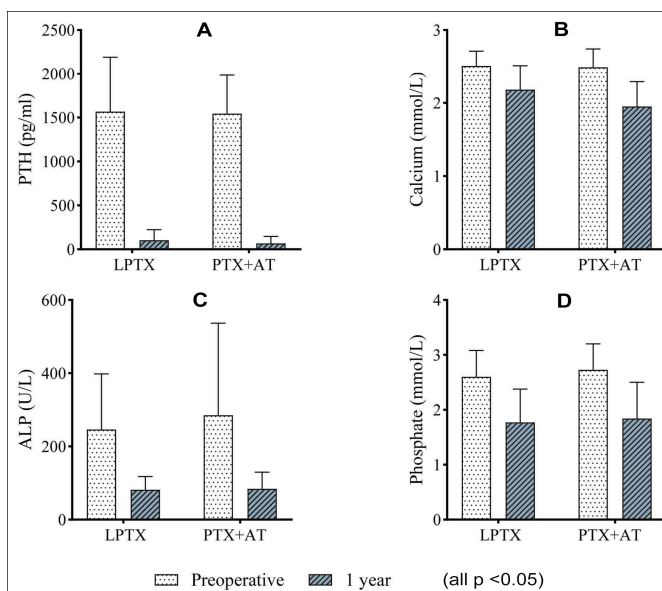 A
PTH (pg/ml)
2500
2000
1500
1000
500
0
LPTX
PTX+AT
B
Calcium (mmol/L)
3
2
1
0
LPTX
PTX+AT
C
ALP (U/L)
600
400
200
0
LPTX
PTX+AT
D
Phosphate (mmol/L)
4
3
2
1
0
LPTX
PTX+AT
Preoperative
1 year
(all p <0.05)